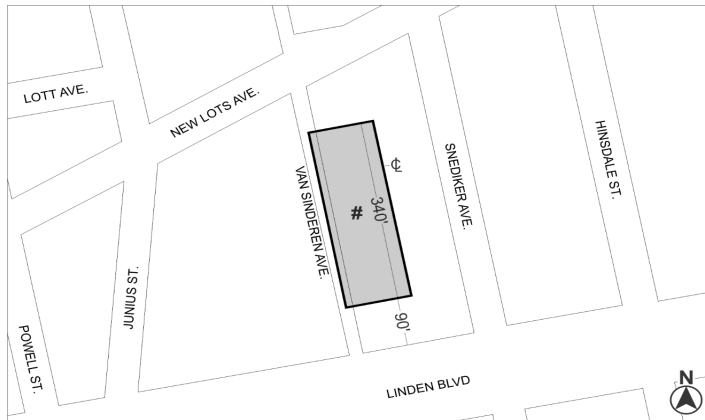 LOTT AVE.
NEW LOTS AVE.
HINSDALE ST.
SNEDIKER AVE.
VAN SINDEREN AVE.
℄
340'
#
JUNIUS ST.
90'
POWELL ST.
LINDEN BLVD
N